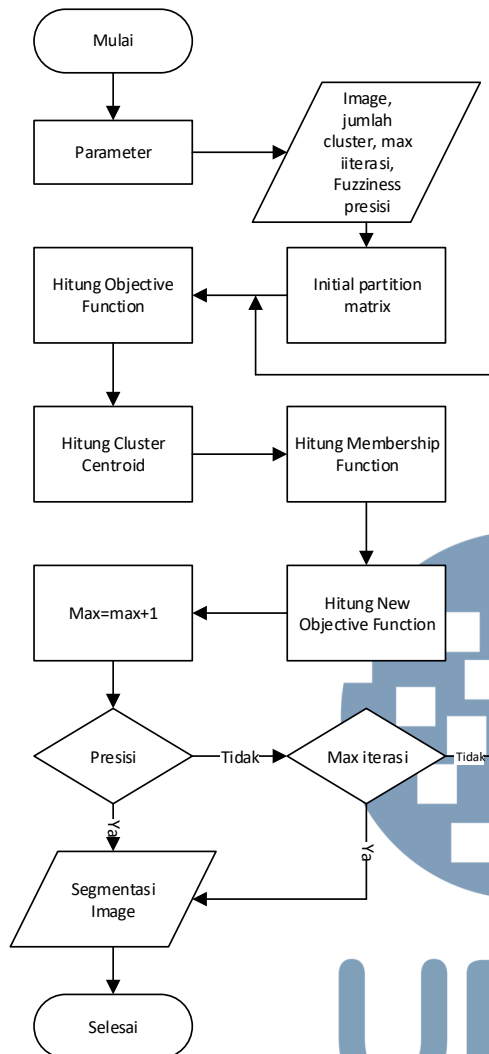 Mulai
Parameter
Image,
jumlah
cluster, max
iiterasi,
Fuzziness
presisi
Hitung Objective
Function
Initial partition
matrix
Hitung Cluster
Centroid
Hitung Membership
Function
Max=max+1
Hitung New
Objective Function
Presisi
Tidak
Max iterasi
Tidak
Ya
Ya
Segmentasi
Image
Selesai